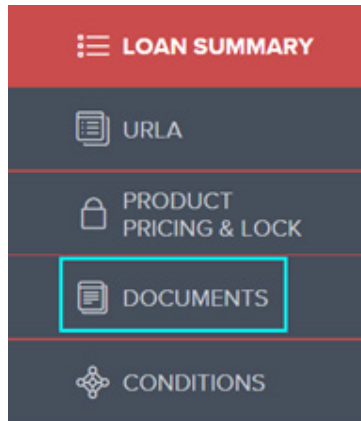 LOAN SUMMARY
URLA
PRODUCT
PRICING & LOCK
DOCUMENTS
CONDITIONS